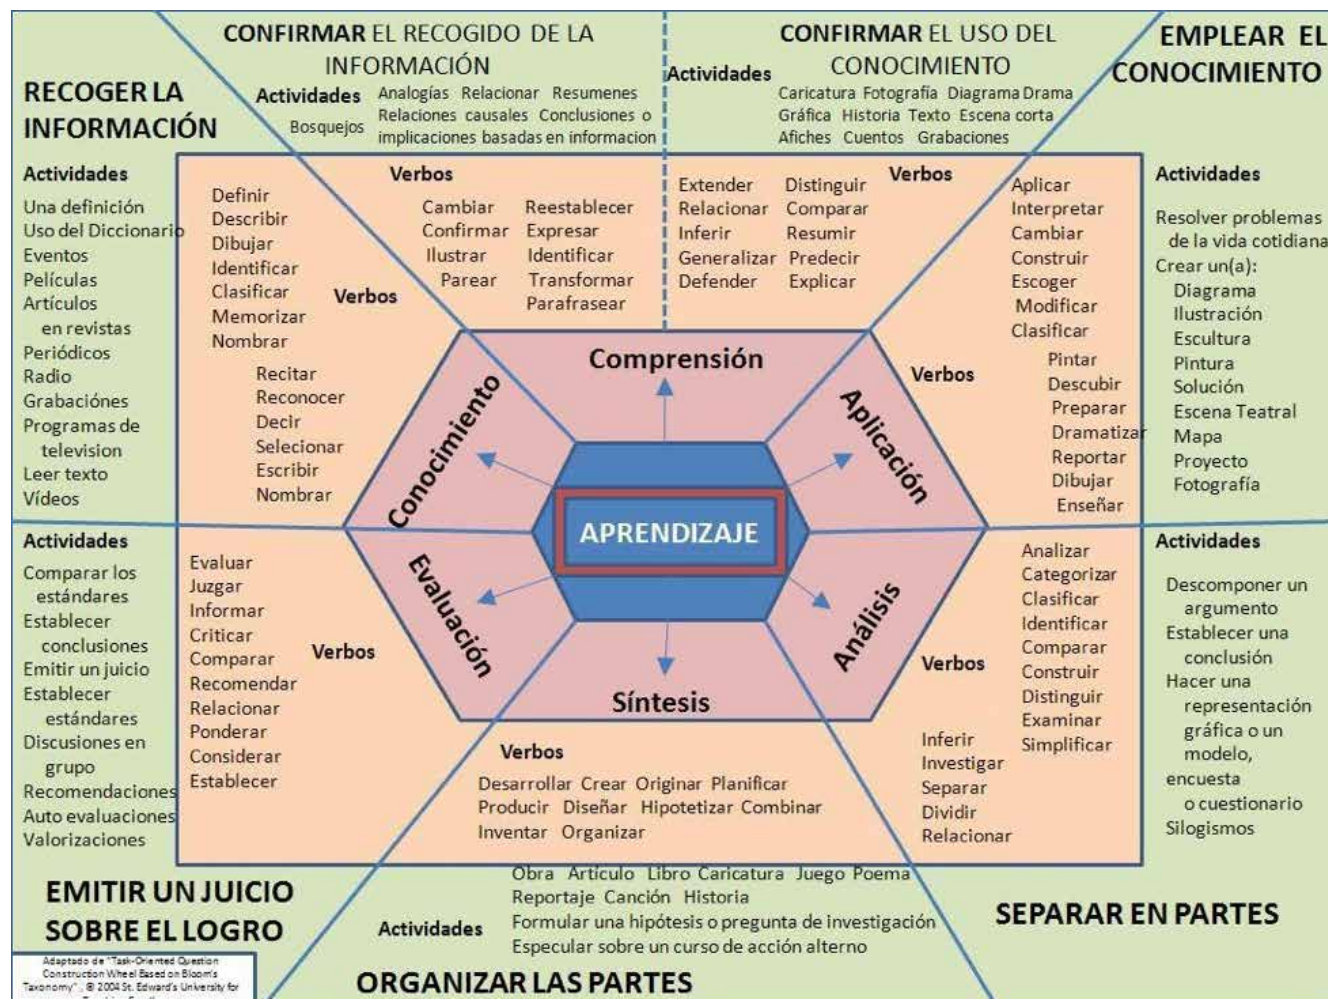 CONFIRMAR EL RECOGIDO DE LA
INFORMACIÓN
Actividades
Bosquejos
Analogías Relacionar Resumenes
Relaciones causales Conclusiones o
implicaciones basadas en informacion
CONFIRMAR EL USO DEL
CONOCIMIENTO
Actividades
Caricatura Fotografía Diagrama Drama
Gráfica Historia Texto Escena corta
Afiches Cuentos Grabaciones
EMPLEAR EL
CONOCIMIENTO
RECOGER LA
INFORMACIÓN
Actividades
Una definición
Uso del Diccionario
Eventos
Películas
Artículos
en revistas
Periódicos
Radio
Grabaciónes
Programas de
television
Leer texto
Vídeos
Definir
Describir
Dibujar
Identificar
Clasificar
Memorizar
Nombrar
Verbos
Recitar
Reconocer
Decir
Selecionar
Escribir
Nombrar
Verbos
Cambiar Reestablecer
Confirmar Expresar
Ilustrar Identificar
Parear Transformar
Parafrasear
Verbos
Extender Distinguir
Relacionar Comparar
Inferir Resumir
Generalizar Predecir
Defender Explicar
Aplicar
Interpretar
Cambiar
Construir
Escoger
Modificar
Clasificar
Verbos
Pintar
Descubir
Preparar
Dramatizar
Reportar
Dibujar
Enseñar
Actividades
Resolver problemas
de la vida cotidiana
Crear un(a):
Diagrama
Ilustración
Escultura
Pintura
Solución
Escena Teatral
Mapa
Proyecto
Fotografía
Comprensión
Conocimiento
Aplicación
APRENDIZAJE
Evaluación
Análisis
Síntesis
Actividades
Comparar los
estándares
Establecer
conclusiones
Emitir un juicio
Establecer
estándares
Discusiones en
grupo
Recomendaciones
Auto evaluaciones
Valorizaciones
Evaluar
Juzgar
Informar
Criticar
Comparar
Recomendar
Relacionar
Ponderar
Considerar
Establecer
Verbos
Verbos
Desarrollar Crear Originar Planificar
Producir Diseñar Hipotetizar Combinar
Inventar Organizar
Verbos
Analizar
Categorizar
Clasificar
Identificar
Comparar
Construir
Distinguir
Examinar
Simplificar
Inferir
Investigar
Separar
Dividir
Relacionar
Actividades
Descomponer un
argumento
Establecer una
conclusión
Hacer una
representación
gráfica o un
modelo,
encuesta
o cuestionario
Silogismos
EMITIR UN JUICIO
SOBRE EL LOGRO
Actividades
Obra Artículo Libro Caricatura Juego Poema
Reportaje Canción Historia
Formular una hipótesis o pregunta de investigación
Especular sobre un curso de acción alterno
ORGANIZAR LAS PARTES
SEPARAR EN PARTES
Adaptado de "Task-Oriented Question
Construction Wheel Based on Bloom's
Taxonomy". © 2004 St. Edward's University for